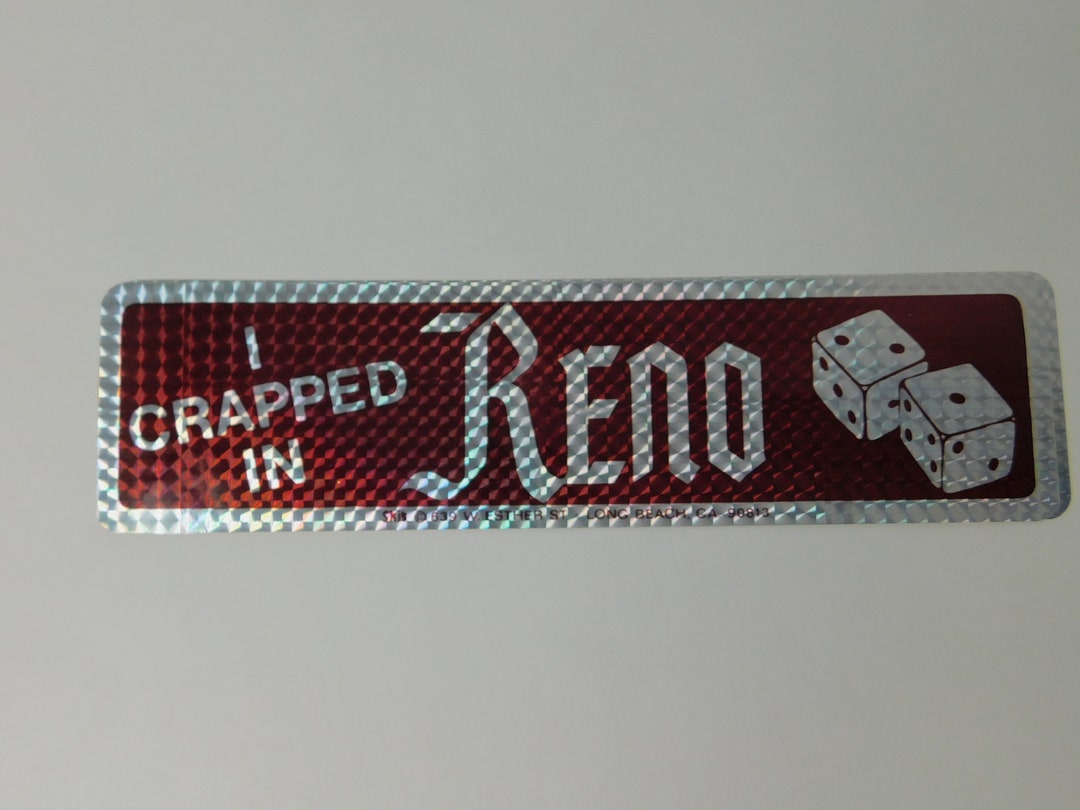 I
CRAPPED
IN
RENO
© 639 W. ESTHER ST. LONG BEACH, CA 90813